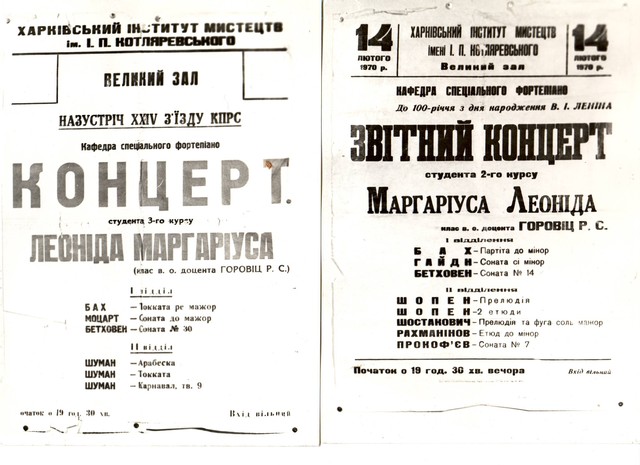 ХАРКІВСЬКИЙ ІНСТИТУТ МИСТЕЦТВ
ім. І. П. КОТЛЯРЕВСЬКОГО
ВЕЛИКИЙ ЗАЛ
НАЗУСТРІЧ XXIV З'ЇЗДУ КПРС
Кафедра спеціального фортепіано
КОНЦЕРТ.
студента 3-го курсу
ЛЕОНІДА МАРГАРІУСА
(клас в. о. доцента ГОРОВІЦ Р. С.)
І відділ
БАХ — Токката ре мажор
МОЦАРТ — Соната до мажор
БЕТХОВЕН — Соната № 30
ІІ відділ
ШУМАН — Арабеска
ШУМАН — Токката
ШУМАН — Карнавал, тв. 9
очаток о 19 год. 30 хв. Вхід вільний
14 ЛЮТОГО 1970 р.
ХАРКІВСЬКИЙ ІНСТИТУТ МИСТЕЦТВ
ІМЕНІ І. П. КОТЛЯРЕВСЬКОГО
Великий зал
14 ЛЮТОГО 1970 р.
КАФЕДРА СПЕЦІАЛЬНОГО ФОРТЕПІАНО
До 100-річчя з дня народження В. І. ЛЕНІНА
ЗВІТНИЙ КОНЦЕРТ
студента 2-го курсу
МАРГАРІУСА ЛЕОНІДА
клас в. о. доцента ГОРОВІЦ Р. С.
І відділення
БАХ — Партіта до мінор
ГАЙДН — Соната сі мінор
БЕТХОВЕН — Соната № 14
ІІ відділення
ШОПЕН — Прелюдія
ШОПЕН — 2 етюди
ШОСТАКОВИЧ — Прелюдія та фуга соль мінор
РАХМАНІНОВ — Етюд до мінор
ПРОКОФ'ЄВ — Соната № 7
Початок о 19 год. 30 хв. вечора Вхід вільний